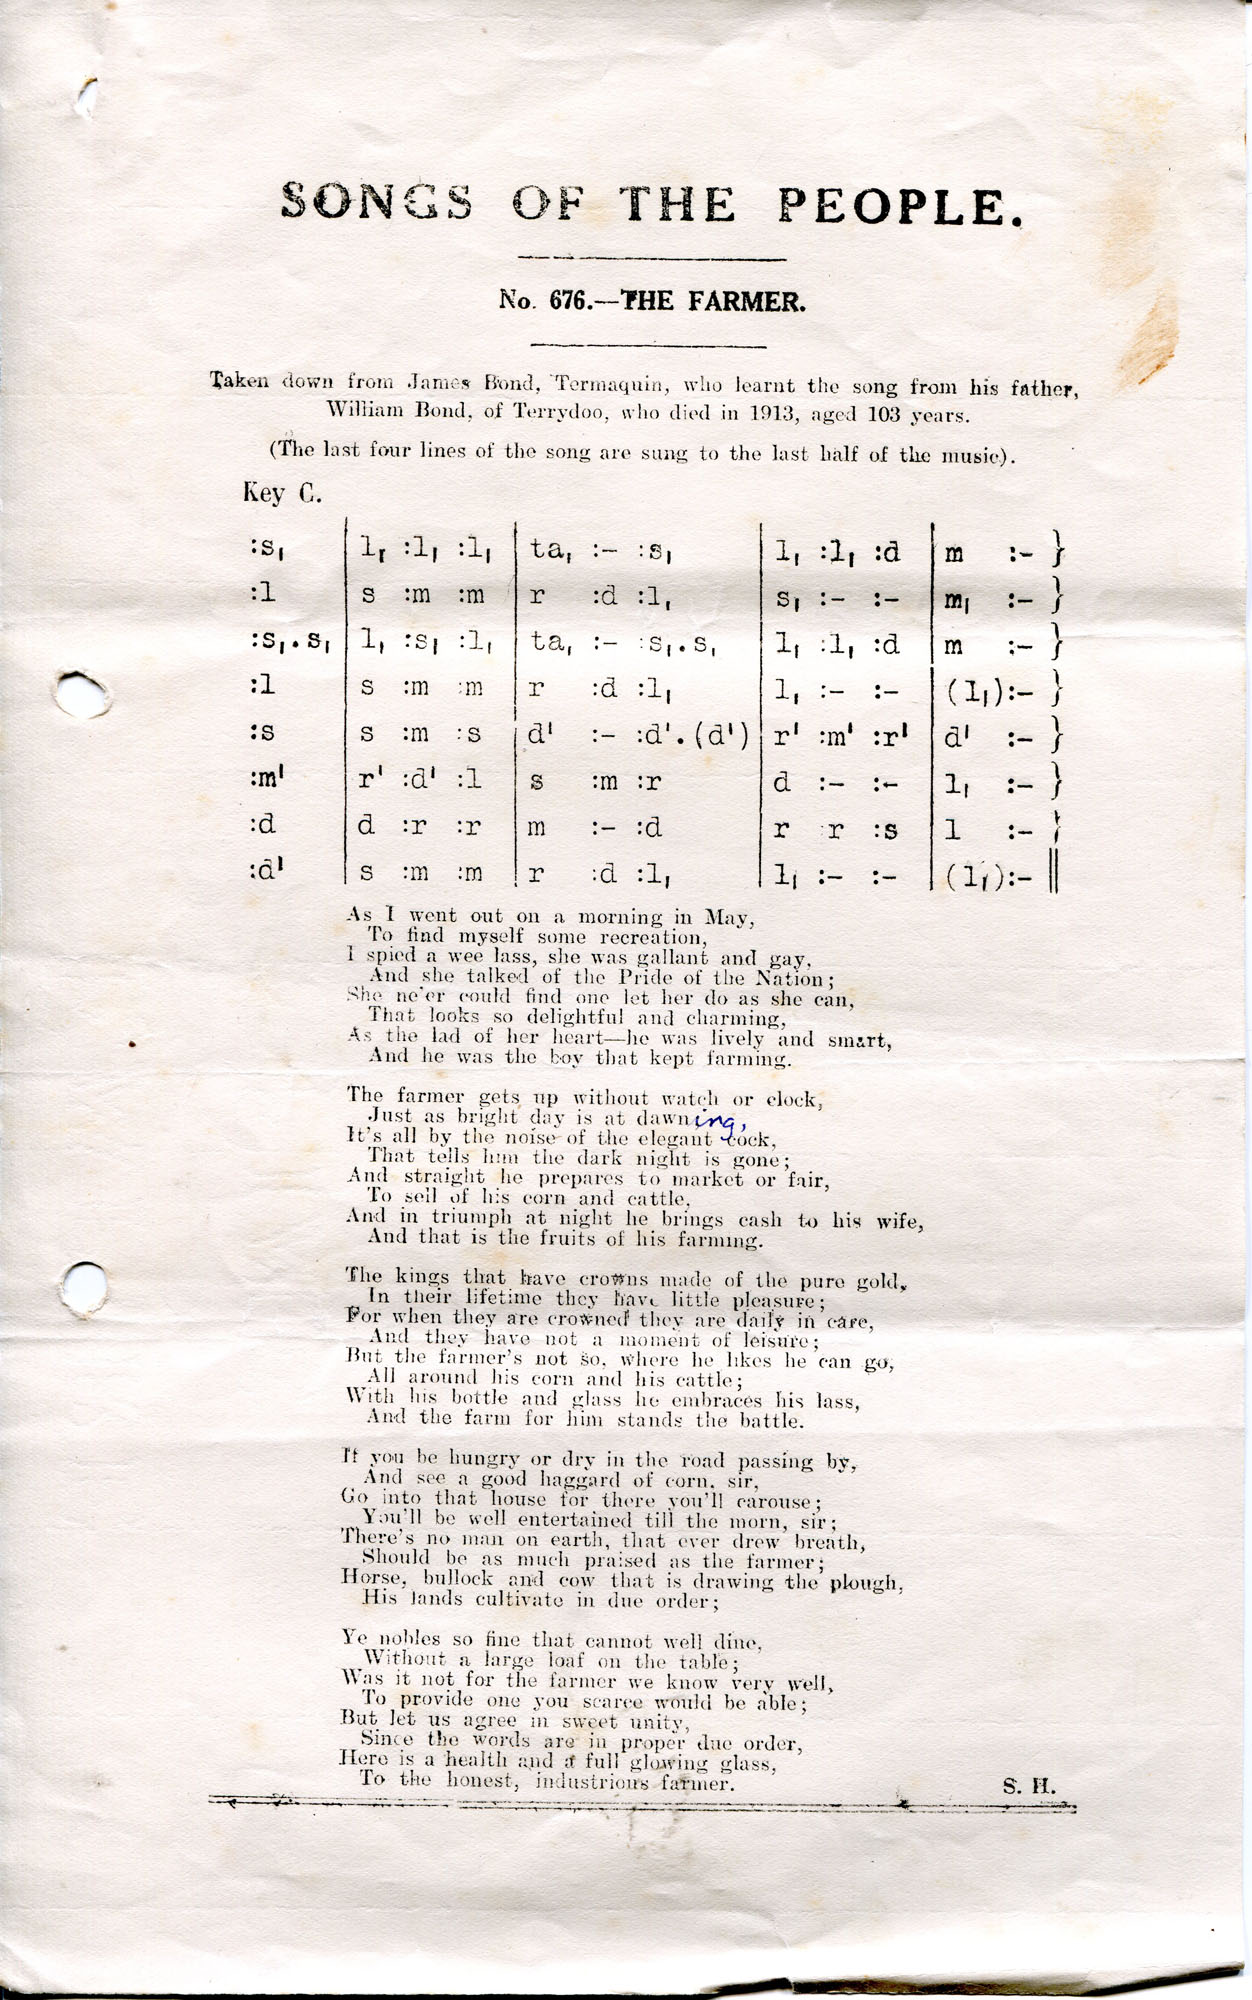 SONGS OF THE PEOPLE.
No. 676.—THE FARMER.
Taken down from James Bond, Termaquin, who learnt the song from his father,
William Bond, of Terrydoo, who died in 1913, aged 103 years.
(The last four lines of the song are sung to the last half of the music).
Key C.
:s, | l, :l, :l, | ta, :– :s, | l, :l, :d | m :– }
:l | s :m :m | r :d :l, | s, :– :– | m, :– }
:s,.s, | l, :s, :l, | ta, :– :s,.s, | l, :l, :d | m :– }
:l | s :m :m | r :d :l, | l, :– :– | (l,):– }
:s | s :m :s | d' :– :d'.(d') | r' :m' :r' | d' :– }
:m' | r' :d' :l | s :m :r | d :– :– | l, :– }
:d | d :r :r | m :– :d | r r :s | l :– }
:d' | s :m :m | r :d :l, | l, :– :– | (l,):– ||
As I went out on a morning in May,
To find myself some recreation,
I spied a wee lass, she was gallant and gay,
And she talked of the Pride of the Nation;
She ne'er could find one let her do as she can,
That looks so delightful and charming,
As the lad of her heart—he was lively and smart,
And he was the boy that kept farming.
The farmer gets up without watch or clock,
Just as bright day is at dawning,
It's all by the noise of the elegant cock,
That tells him the dark night is gone;
And straight he prepares to market or fair,
To sell of his corn and cattle,
And in triumph at night he brings cash to his wife,
And that is the fruits of his farming.
The kings that have crowns made of the pure gold,
In their lifetime they have little pleasure;
For when they are crowned they are daily in care,
And they have not a moment of leisure;
But the farmer's not so, where he likes he can go,
All around his corn and his cattle;
With his bottle and glass he embraces his lass,
And the farm for him stands the battle.
If you be hungry or dry in the road passing by,
And see a good haggard of corn, sir,
Go into that house for there you'll carouse;
You'll be well entertained till the morn, sir;
There's no man on earth, that ever drew breath,
Should be as much praised as the farmer;
Horse, bullock and cow that is drawing the plough,
His lands cultivate in due order;
Ye nobles so fine that cannot well dine,
Without a large loaf on the table;
Was it not for the farmer we know very well,
To provide one you scarce would be able;
But let us agree in sweet unity,
Since the words are in proper due order,
Here is a health and a full glowing glass,
To the honest, industrious farmer.
S. H.